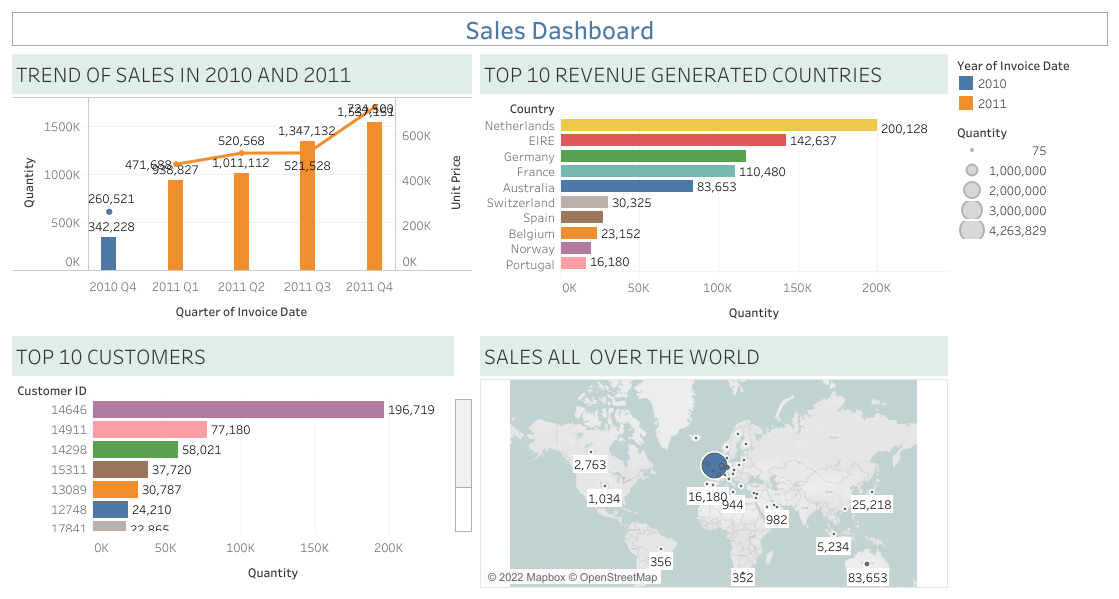 Sales Dashboard
TREND OF SALES IN 2010 AND 2011
Quantity
1500K
1000K
500K
0K
260,521
342,228
471,688
938,827
520,568
1,011,112
1,347,132
521,528
724,500
1,537,151
600K
400K
200K
0K
Unit Price
2010 Q4 2011 Q1 2011 Q2 2011 Q3 2011 Q4
Quarter of Invoice Date
TOP 10 REVENUE GENERATED COUNTRIES
Country
Netherlands 200,128
EIRE 142,637
Germany
France 110,480
Australia 83,653
Switzerland 30,325
Spain
Belgium 23,152
Norway
Portugal 16,180
0K 50K 100K 150K 200K
Quantity
Year of Invoice Date
2010
2011
Quantity
75
1,000,000
2,000,000
3,000,000
4,263,829
TOP 10 CUSTOMERS
Customer ID
14646 196,719
14911 77,180
14298 58,021
15311 37,720
13089 30,787
12748 24,210
17841 22,865
0K 50K 100K 150K 200K
Quantity
SALES ALL OVER THE WORLD
2,763
1,034
16,180
944
982
25,218
5,234
356
352
83,653
© 2022 Mapbox © OpenStreetMap